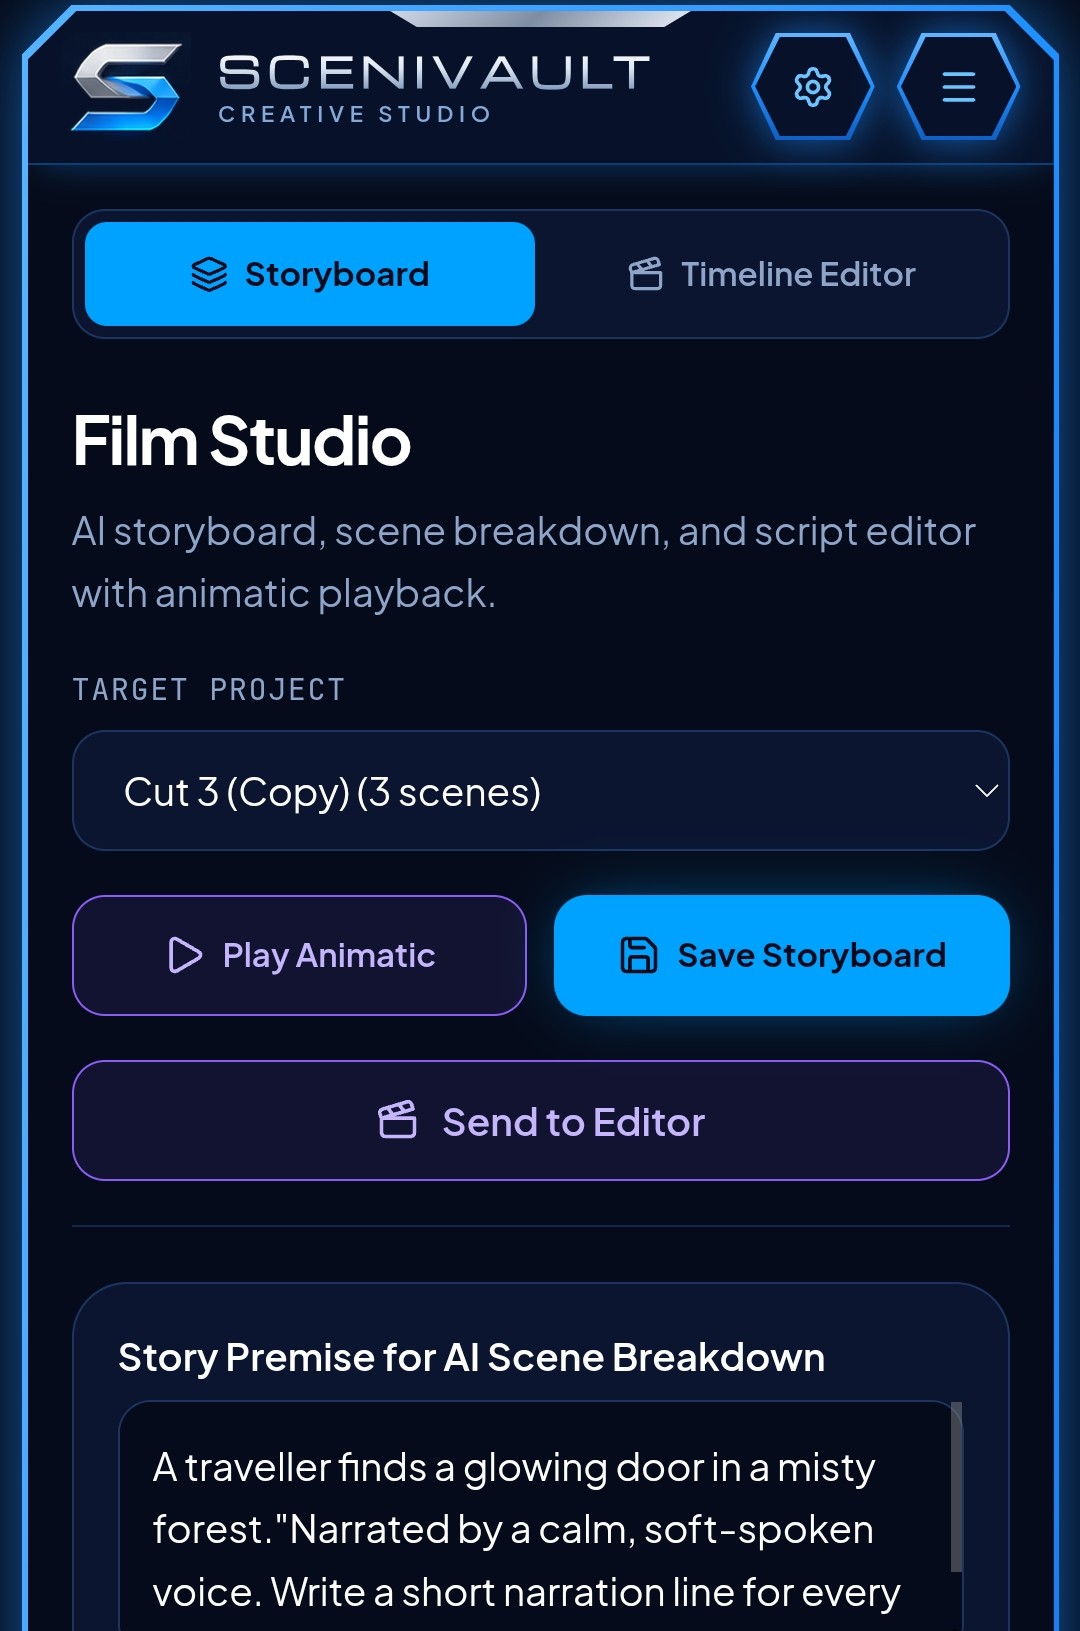 SCENIVAULT
CREATIVE STUDIO
Storyboard
Timeline Editor
Film Studio
AI storyboard, scene breakdown, and script editor
with animatic playback.
TARGET PROJECT
Cut 3 (Copy) (3 scenes)
Play Animatic
Save Storyboard
Send to Editor
Story Premise for AI Scene Breakdown
A traveller finds a glowing door in a misty
forest."Narrated by a calm, soft-spoken
voice. Write a short narration line for every